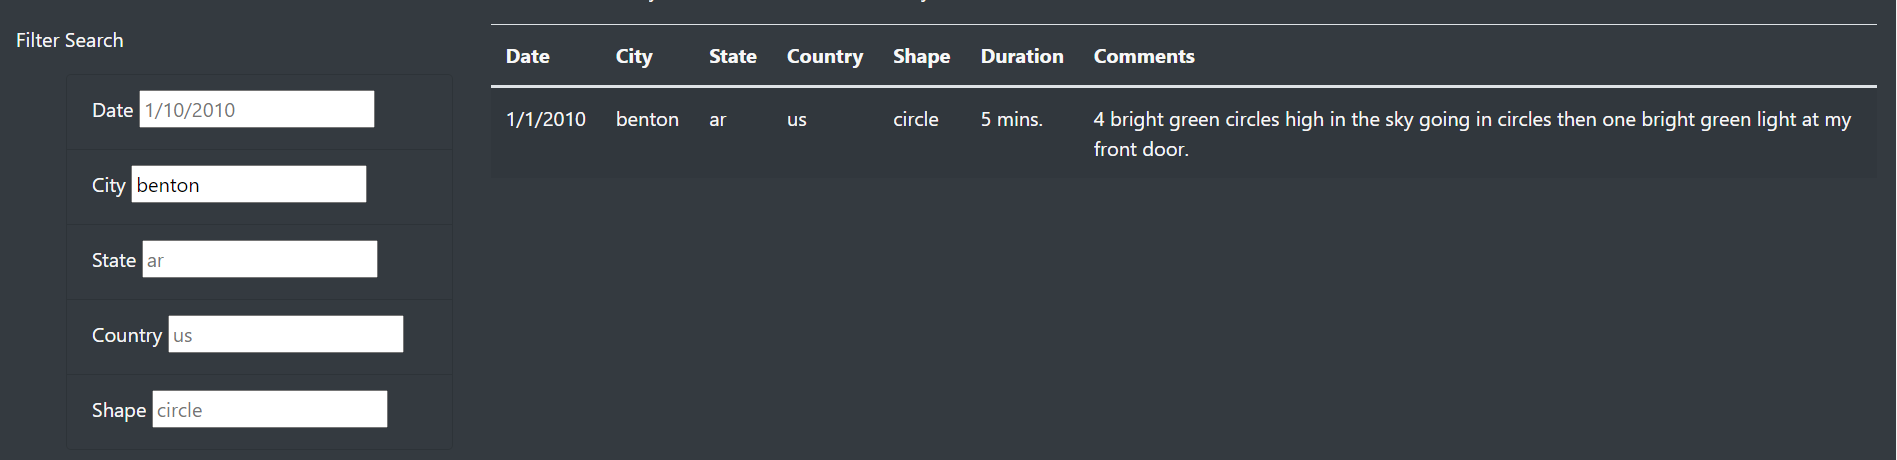 Filter Search
Date 1/10/2010
City benton
State ar
Country us
Shape circle
Date City State Country Shape Duration Comments
1/1/2010 benton ar us circle 5 mins. 4 bright green circles high in the sky going in circles then one bright green light at my
front door.